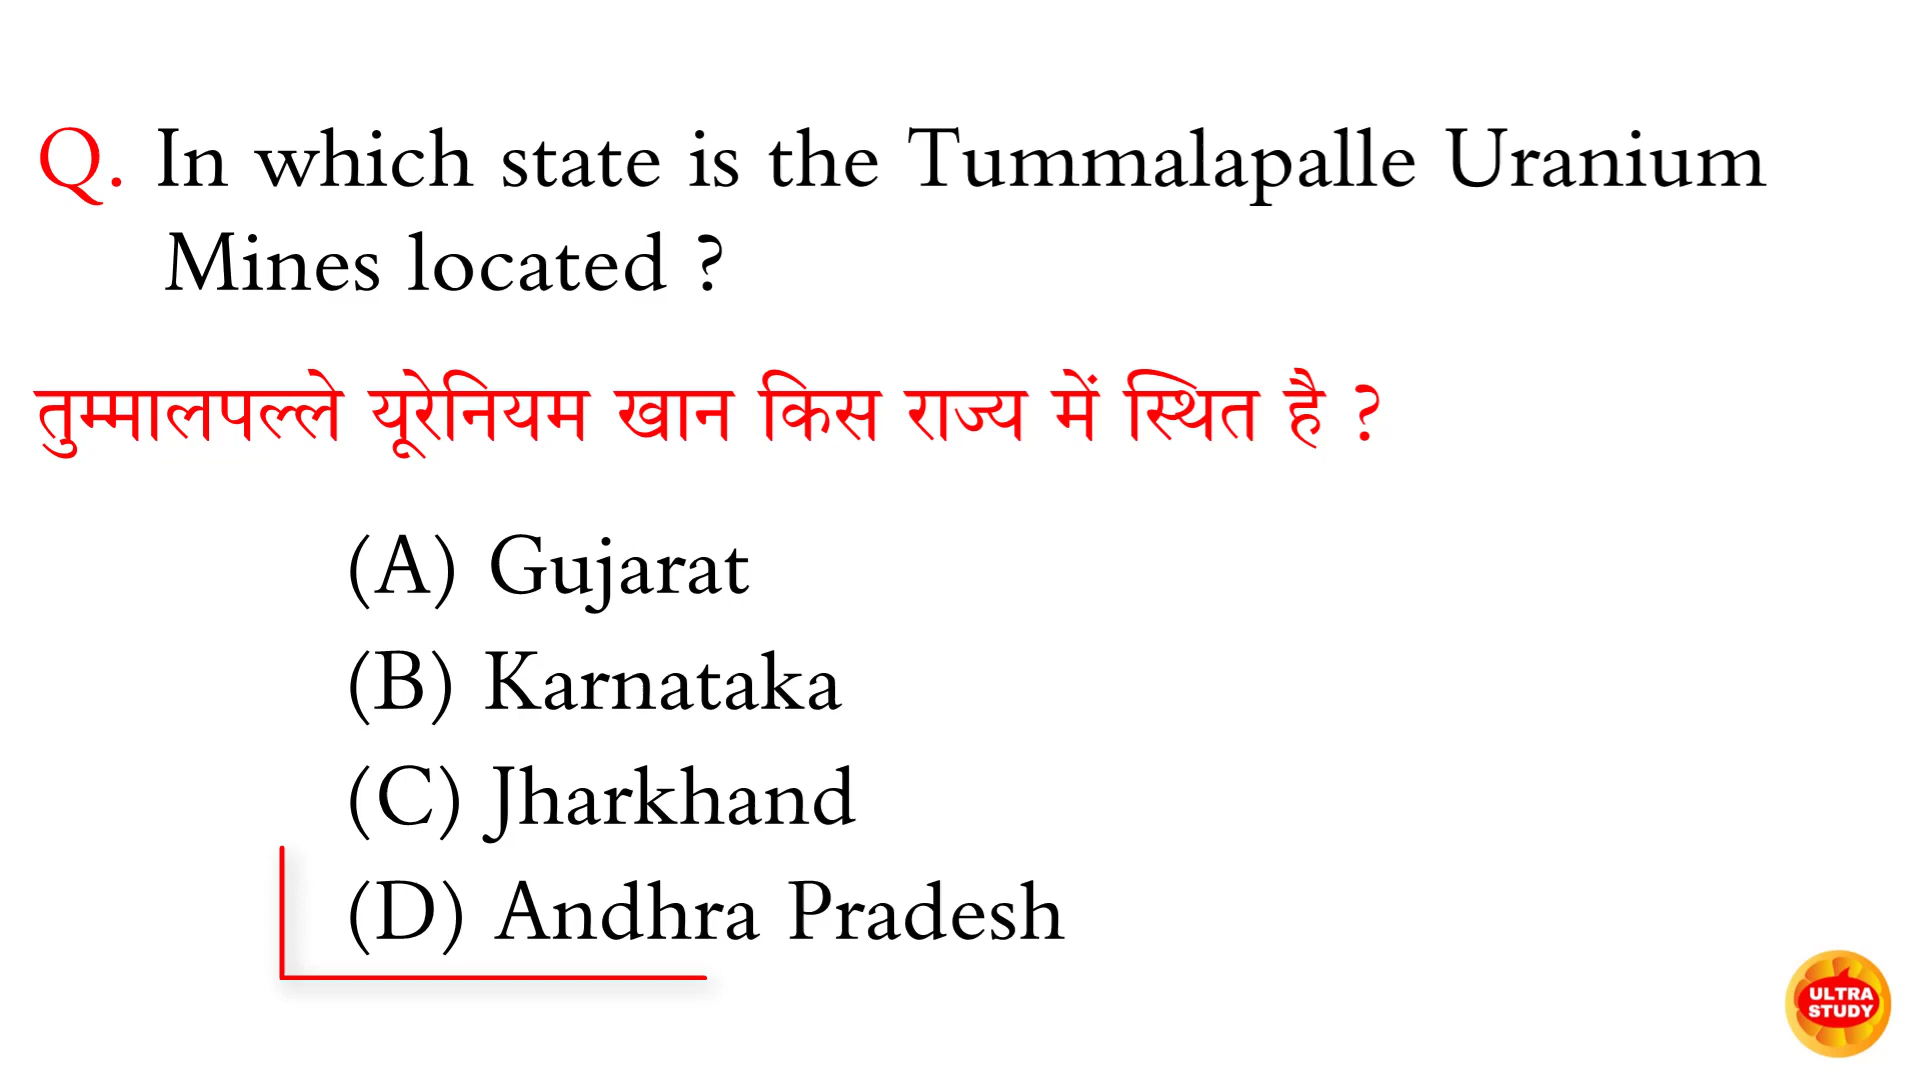 Q. In which state is the Tummalapalle Uranium
Mines located ?
तुम्मालपल्ले यूरेनियम खान किस राज्य में स्थित है ?
(A) Gujarat
(B) Karnataka
(C) Jharkhand
(D) Andhra Pradesh
ULTRA
STUDY